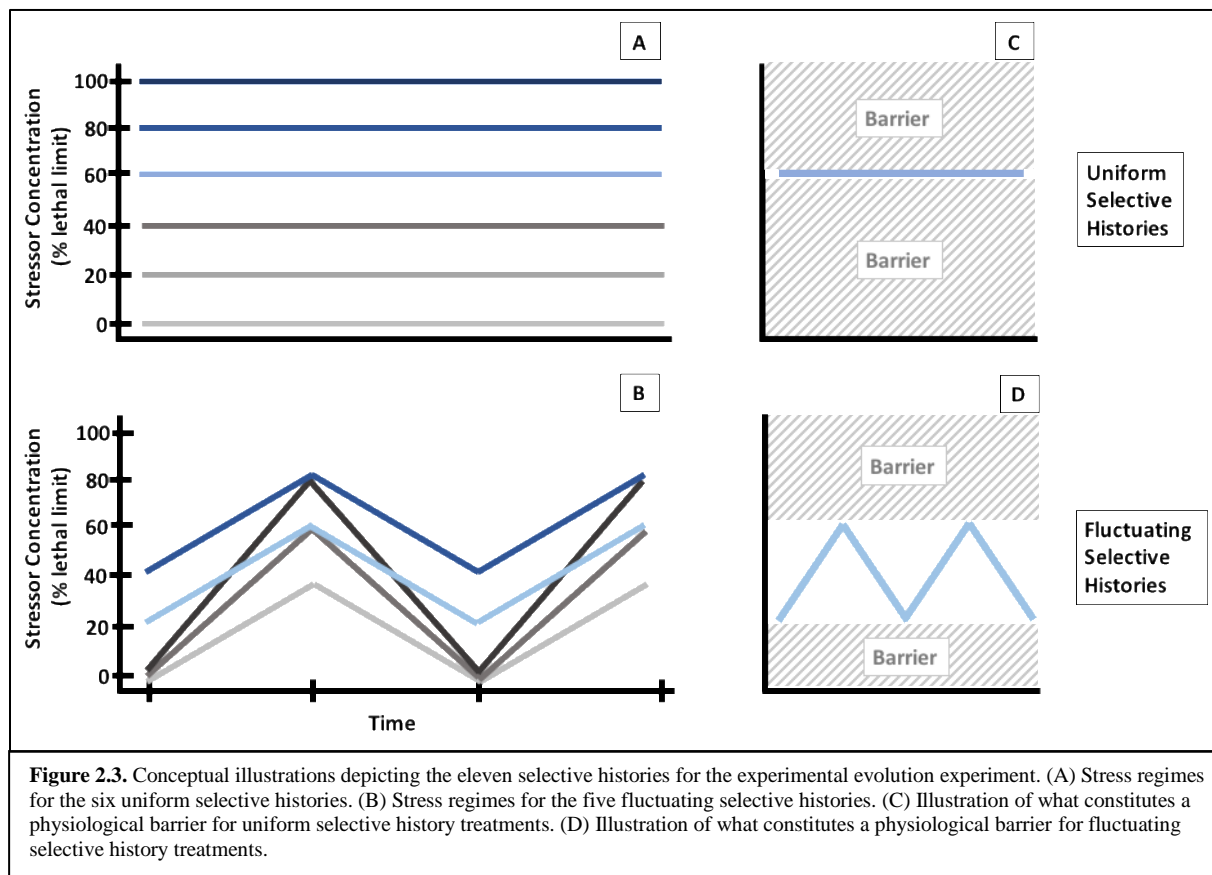 A
Stressor Concentration
(% lethal limit)
100
80
60
40
20
0
C
Barrier
Barrier
Uniform
Selective
Histories
B
Stressor Concentration
(% lethal limit)
100
80
60
40
20
0
Time
D
Barrier
Barrier
Fluctuating
Selective
Histories
Figure 2.3. Conceptual illustrations depicting the eleven selective histories for the experimental evolution experiment. (A) Stress regimes
for the six uniform selective histories. (B) Stress regimes for the five fluctuating selective histories. (C) Illustration of what constitutes a
physiological barrier for uniform selective history treatments. (D) Illustration of what constitutes a physiological barrier for fluctuating
selective history treatments.